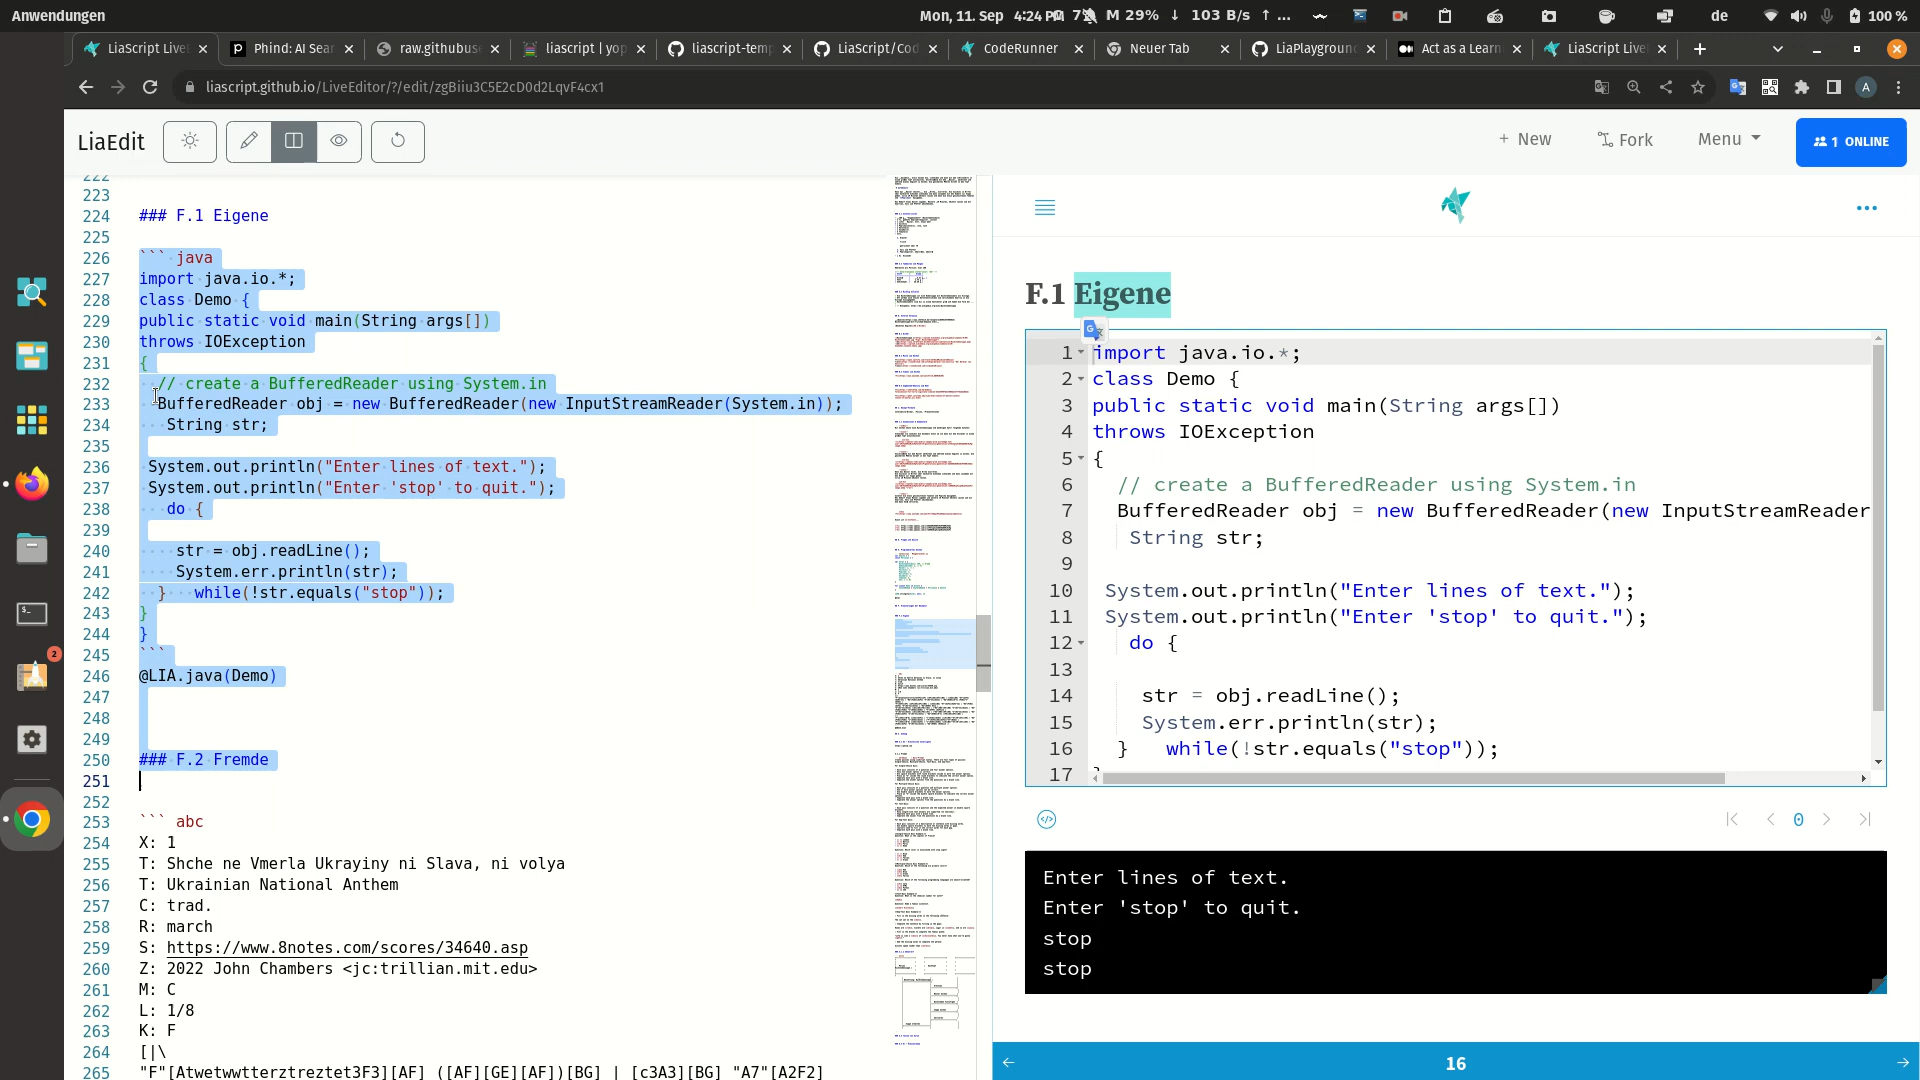 Anwendungen
Mon, 11. Sep 4:24 PM
M 29% ↓ 103 B/s ↑ ...
de
100 %
LiaScript Live
Phind: AI Sear
raw.githubuse
liascript | yop
liascript-temp
LiaScript/Cod
CodeRunner
Neuer Tab
LiaPlayground
Act as a Learn
LiaScript Live
liascript.github.io/LiveEditor/?/edit/zgBiiu3C5E2cD0d2LqvF4cx1
A
LiaEdit
+ New
Fork
Menu
1 ONLINE
222
223
224 ### F.1 Eigene
225
226 ``` java
227 import java.io.*;
228 class Demo {
229 public static void main(String args[])
230 throws IOException
231 {
232 // create a BufferedReader using System.in
233 BufferedReader obj = new BufferedReader(new InputStreamReader(System.in));
234 String str;
235
236 System.out.println("Enter lines of text.");
237 System.out.println("Enter 'stop' to quit.");
238 do {
239
240 str = obj.readLine();
241 System.err.println(str);
242 } while(!str.equals("stop"));
243 }
244 }
245 ```
246 @LIA.java(Demo)
247
248
249
250 ### F.2 Fremde
251
252
253 ``` abc
254 X: 1
255 T: Shche ne Vmerla Ukrayiny ni Slava, ni volya
256 T: Ukrainian National Anthem
257 C: trad.
258 R: march
259 S: https://www.8notes.com/scores/34640.asp
260 Z: 2022 John Chambers <jc:trillian.mit.edu>
261 M: C
262 L: 1/8
263 K: F
264 [|\
265 "F"[Atwetwwtterztreztet3F3][AF] ([AF][GE][AF])[BG] | [c3A3][BG] "A7"[A2F2]
2
F.1 Eigene
1 import java.io.*;
2 class Demo {
3 public static void main(String args[])
4 throws IOException
5 {
6 // create a BufferedReader using System.in
7 BufferedReader obj = new BufferedReader(new InputStreamReader
8 String str;
9
10 System.out.println("Enter lines of text.");
11 System.out.println("Enter 'stop' to quit.");
12 do {
13
14 str = obj.readLine();
15 System.err.println(str);
16 } while(!str.equals("stop"));
17 }
0
Enter lines of text.
Enter 'stop' to quit.
stop
stop
← 16 →